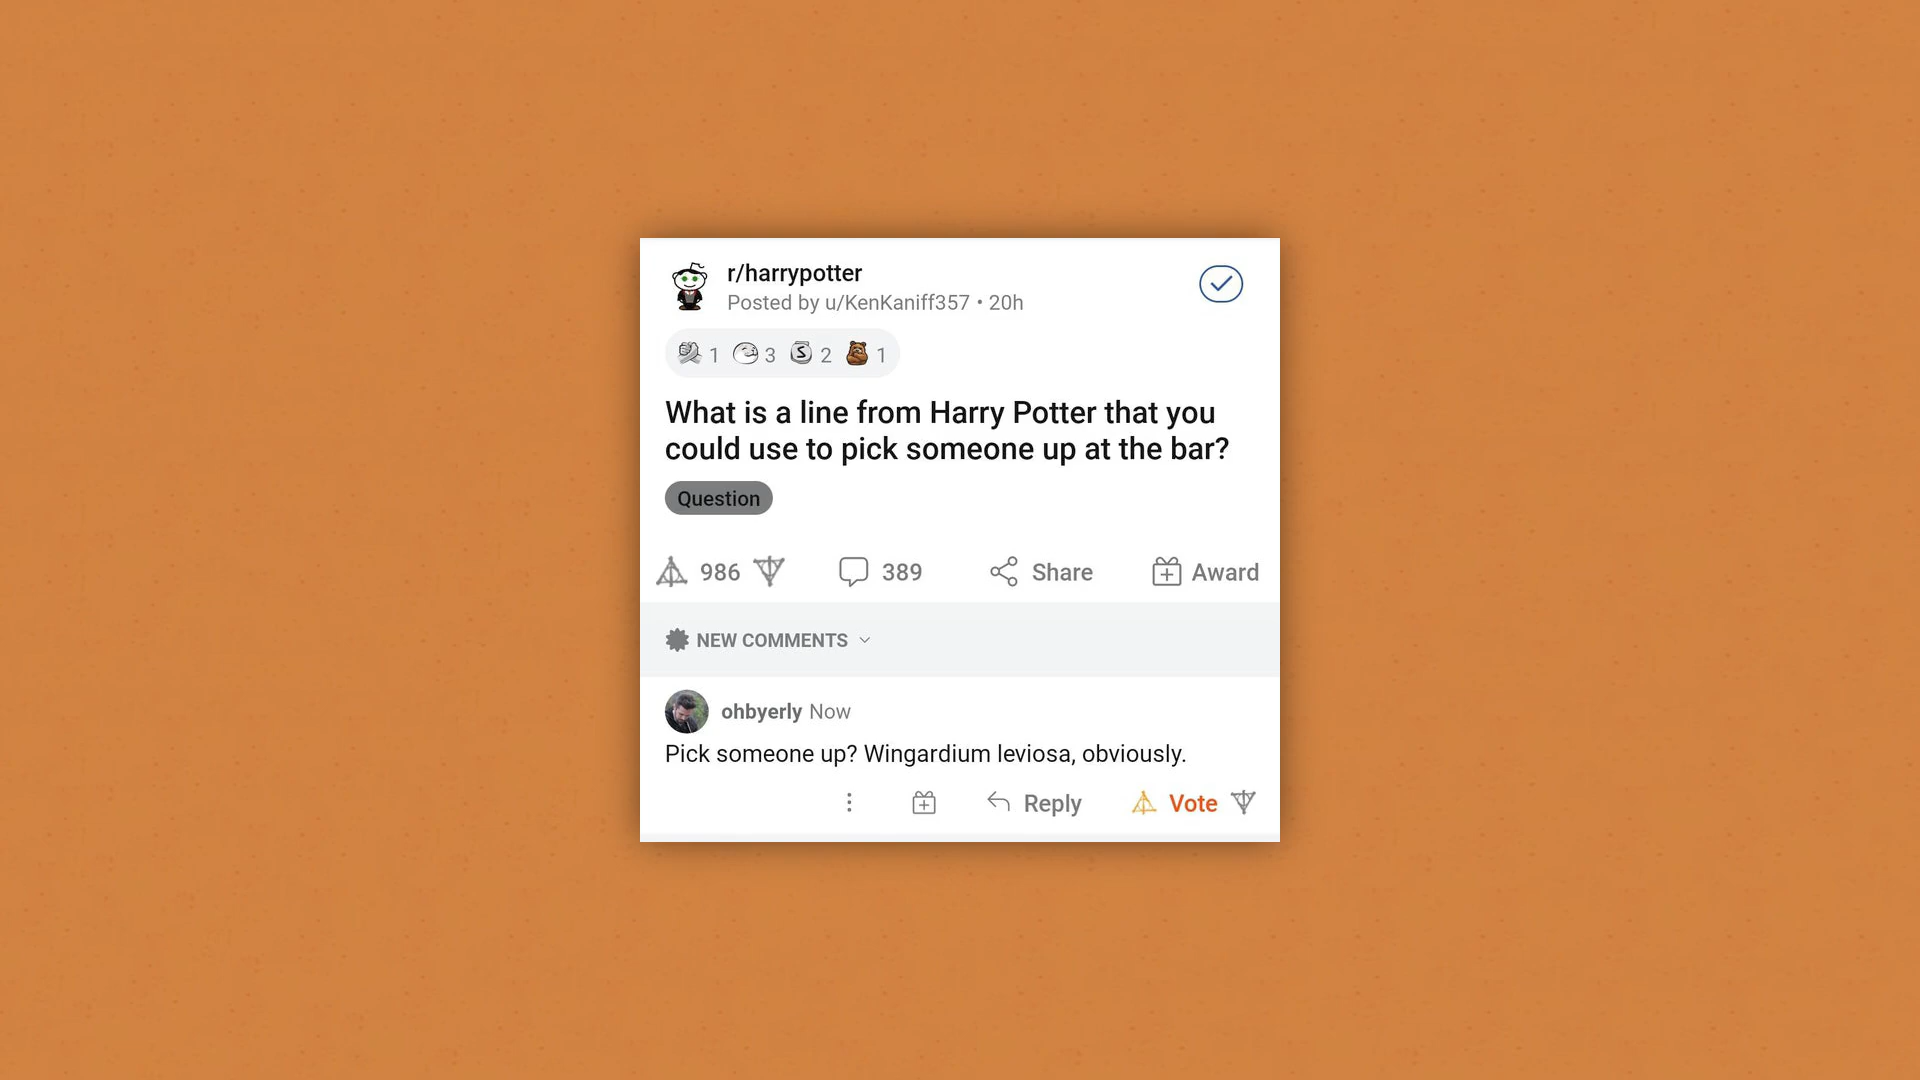 r/harrypotter
Posted by u/KenKaniff357 • 20h
1 3 S 2 1
What is a line from Harry Potter that you
could use to pick someone up at the bar?
Question
986 389 Share Award
NEW COMMENTS
ohbyerly Now
Pick someone up? Wingardium leviosa, obviously.
Reply Vote